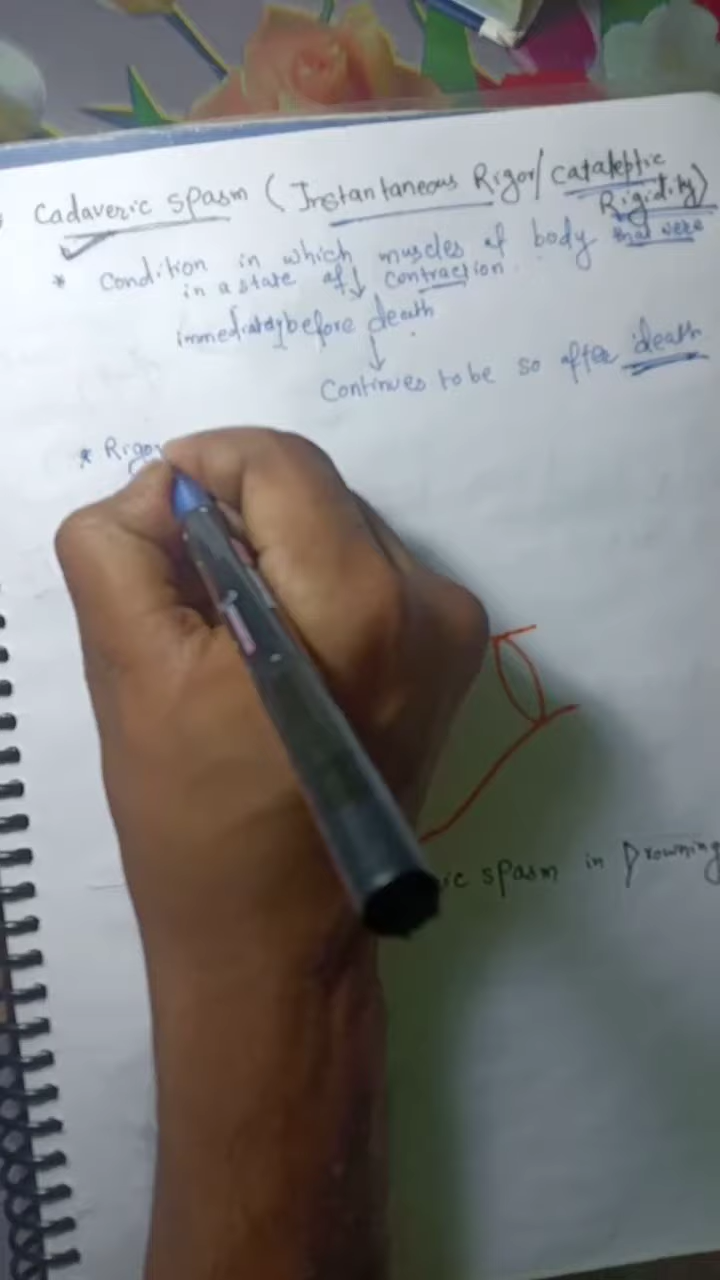 Cadaveric spasm ( Instantaneous Rigor/ Cataleptic
Rigidity)
* Condition in which muscles of body that were
in a state of ↓ contraction
immediately before death
↓
Continues to be so after death
* Rigor
ic spasm in Drowning